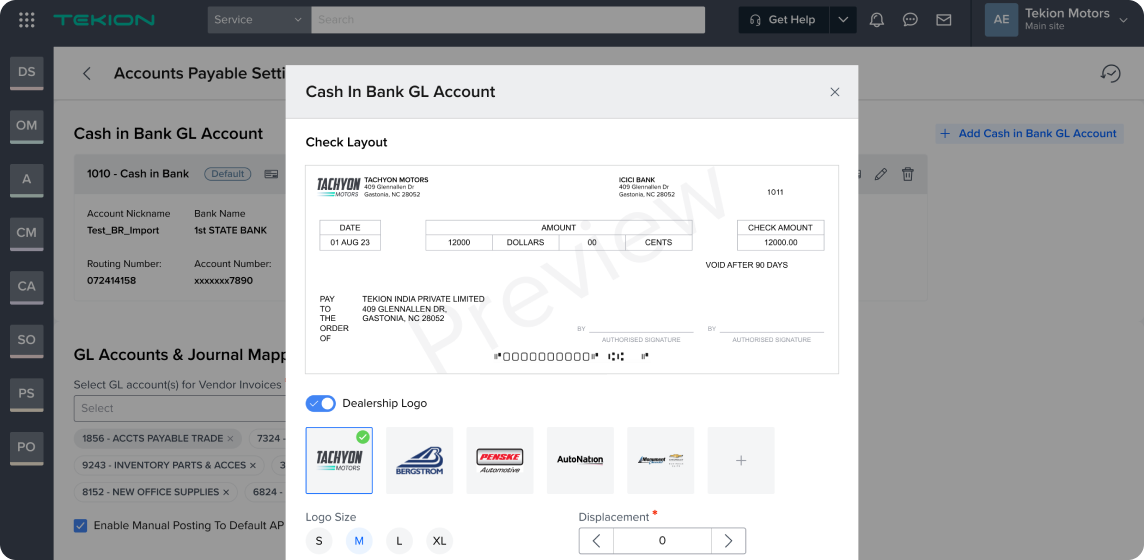 TEKION
Service
Search
Get Help
AE
Tekion Motors
Main site
DS
OM
A
CM
CA
SO
PS
PO
Accounts Payable Setti
Cash in Bank GL Account
Add Cash in Bank GL Account
1010 - Cash in Bank
Default
Account Nickname
Bank Name
Test_BR_Import
1st STATE BANK
Routing Number:
Account Number:
072414158
xxxxxxx7890
GL Accounts & Journal Mapp
Select GL account(s) for Vendor Invoices
Select
1856 - ACCTS PAYABLE TRADE ×
7324 -
9243 - INVENTORY PARTS & ACCES ×
8152 - NEW OFFICE SUPPLIES ×
6824 -
Enable Manual Posting To Default AP
Cash In Bank GL Account
Check Layout
TACHYON
MOTORS
TACHYON MOTORS
409 Glennallen Dr
Gastonia, NC 28052
ICICI BANK
409 Glennallen Dr
Gastonia, NC 28052
1011
DATE
01 AUG 23
AMOUNT
12000 DOLLARS 00 CENTS
CHECK AMOUNT
12000.00
VOID AFTER 90 DAYS
Preview
PAY
TO
THE
ORDER
OF
TEKION INDIA PRIVATE LIMITED
409 GLENNALLEN DR,
GASTONIA, NC 28052
BY
AUTHORISED SIGNATURE
BY
AUTHORISED SIGNATURE
Dealership Logo
TACHYON
MOTORS
BERGSTROM
PENSKE
Automotive
AutoNation
Logo Size
S
M
L
XL
Displacement *
0